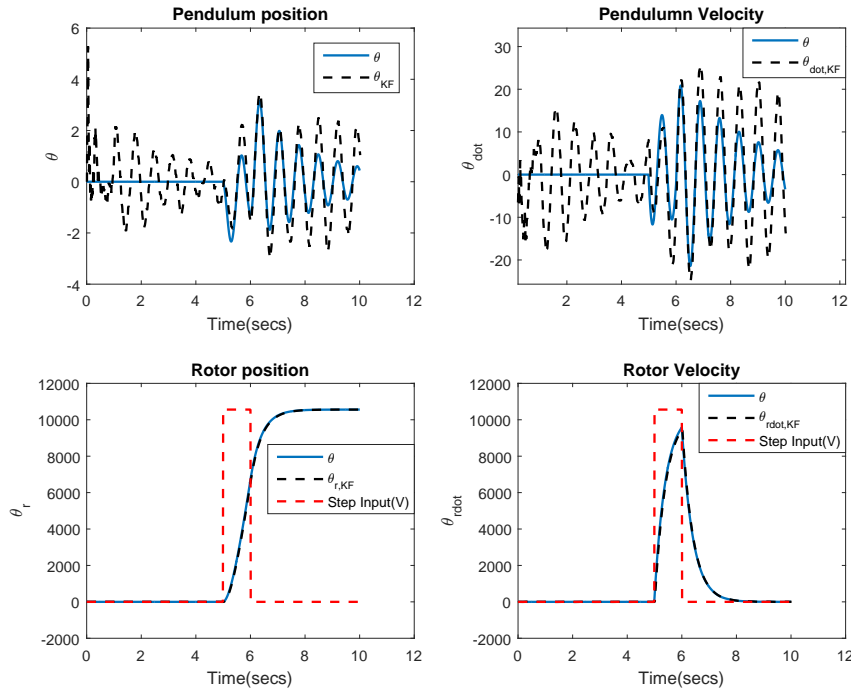 Pendulum position
6
4
2
0
-2
-4
θ
θ
θKF
0 2 4 6 8 10 12
Time(secs)
Pendulumn Velocity
30
20
10
0
-10
-20
θdot
θ
θdot,KF
2 4 6 8 10 12
Time(secs)
Rotor position
12000
10000
8000
6000
4000
2000
0
-2000
θr
θ
θr,KF
Step Input(V)
0 2 4 6 8 10 12
Time(secs)
Rotor Velocity
12000
10000
8000
6000
4000
2000
0
-2000
θrdot
θ
θrdot,KF
Step Input(V)
0 2 4 6 8 10 12
Time(secs)